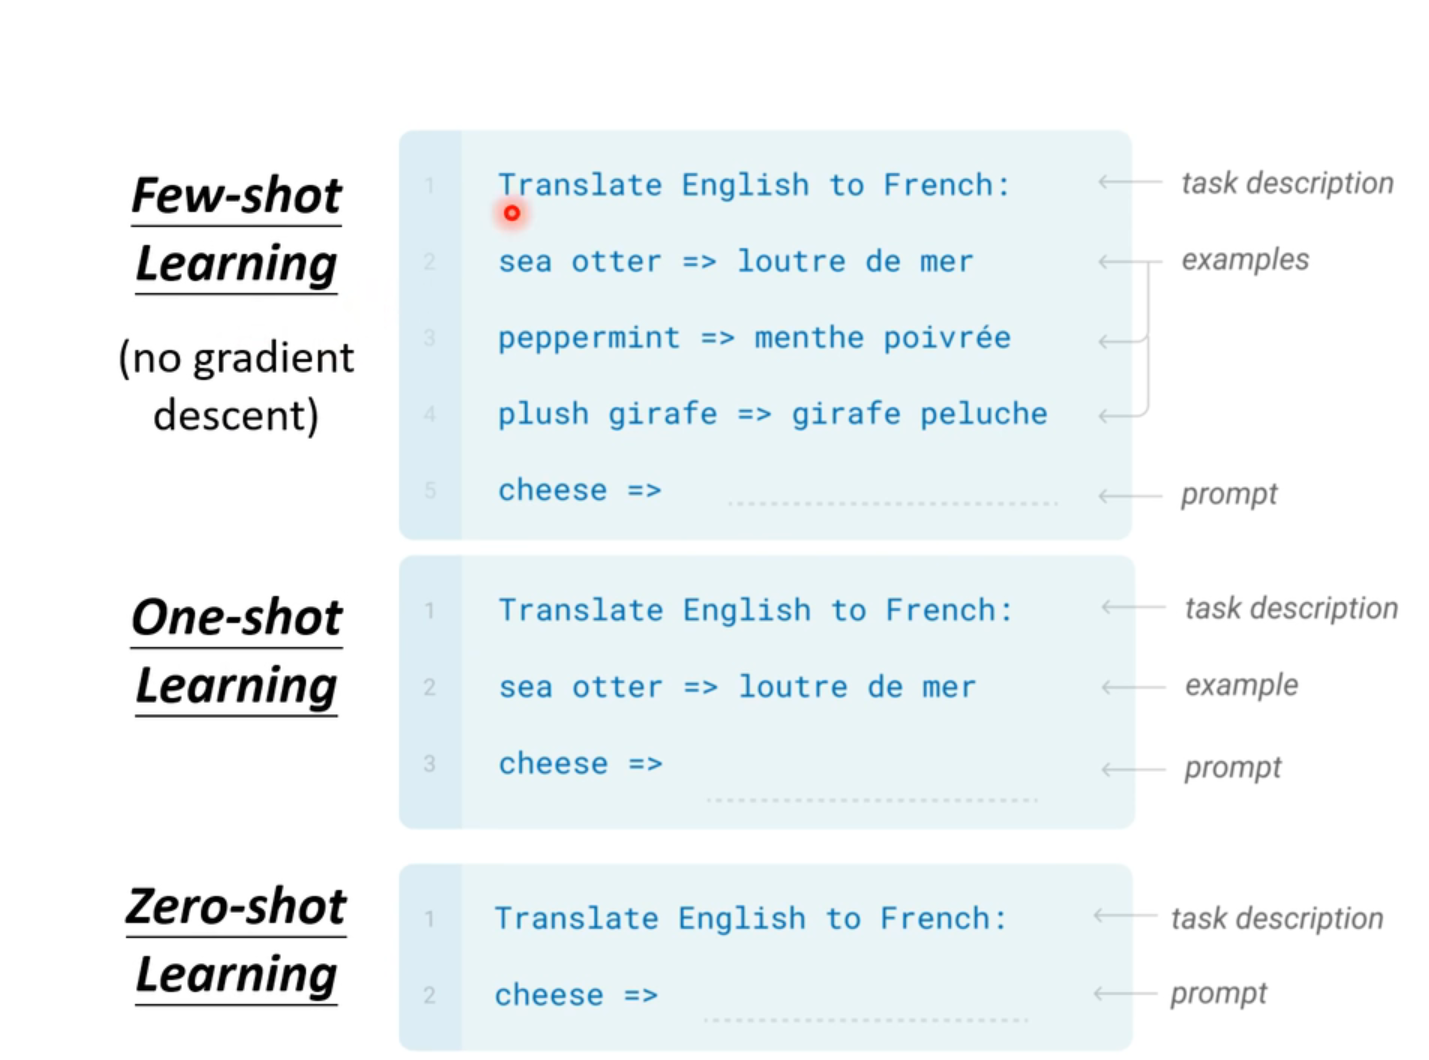 Few-shot
Learning
(no gradient
descent)
1 Translate English to French: task description
2 sea otter => loutre de mer examples
3 peppermint => menthe poivrée
4 plush girafe => girafe peluche
5 cheese => prompt
One-shot
Learning
1 Translate English to French: task description
2 sea otter => loutre de mer example
3 cheese => prompt
Zero-shot
Learning
1 Translate English to French: task description
2 cheese => prompt